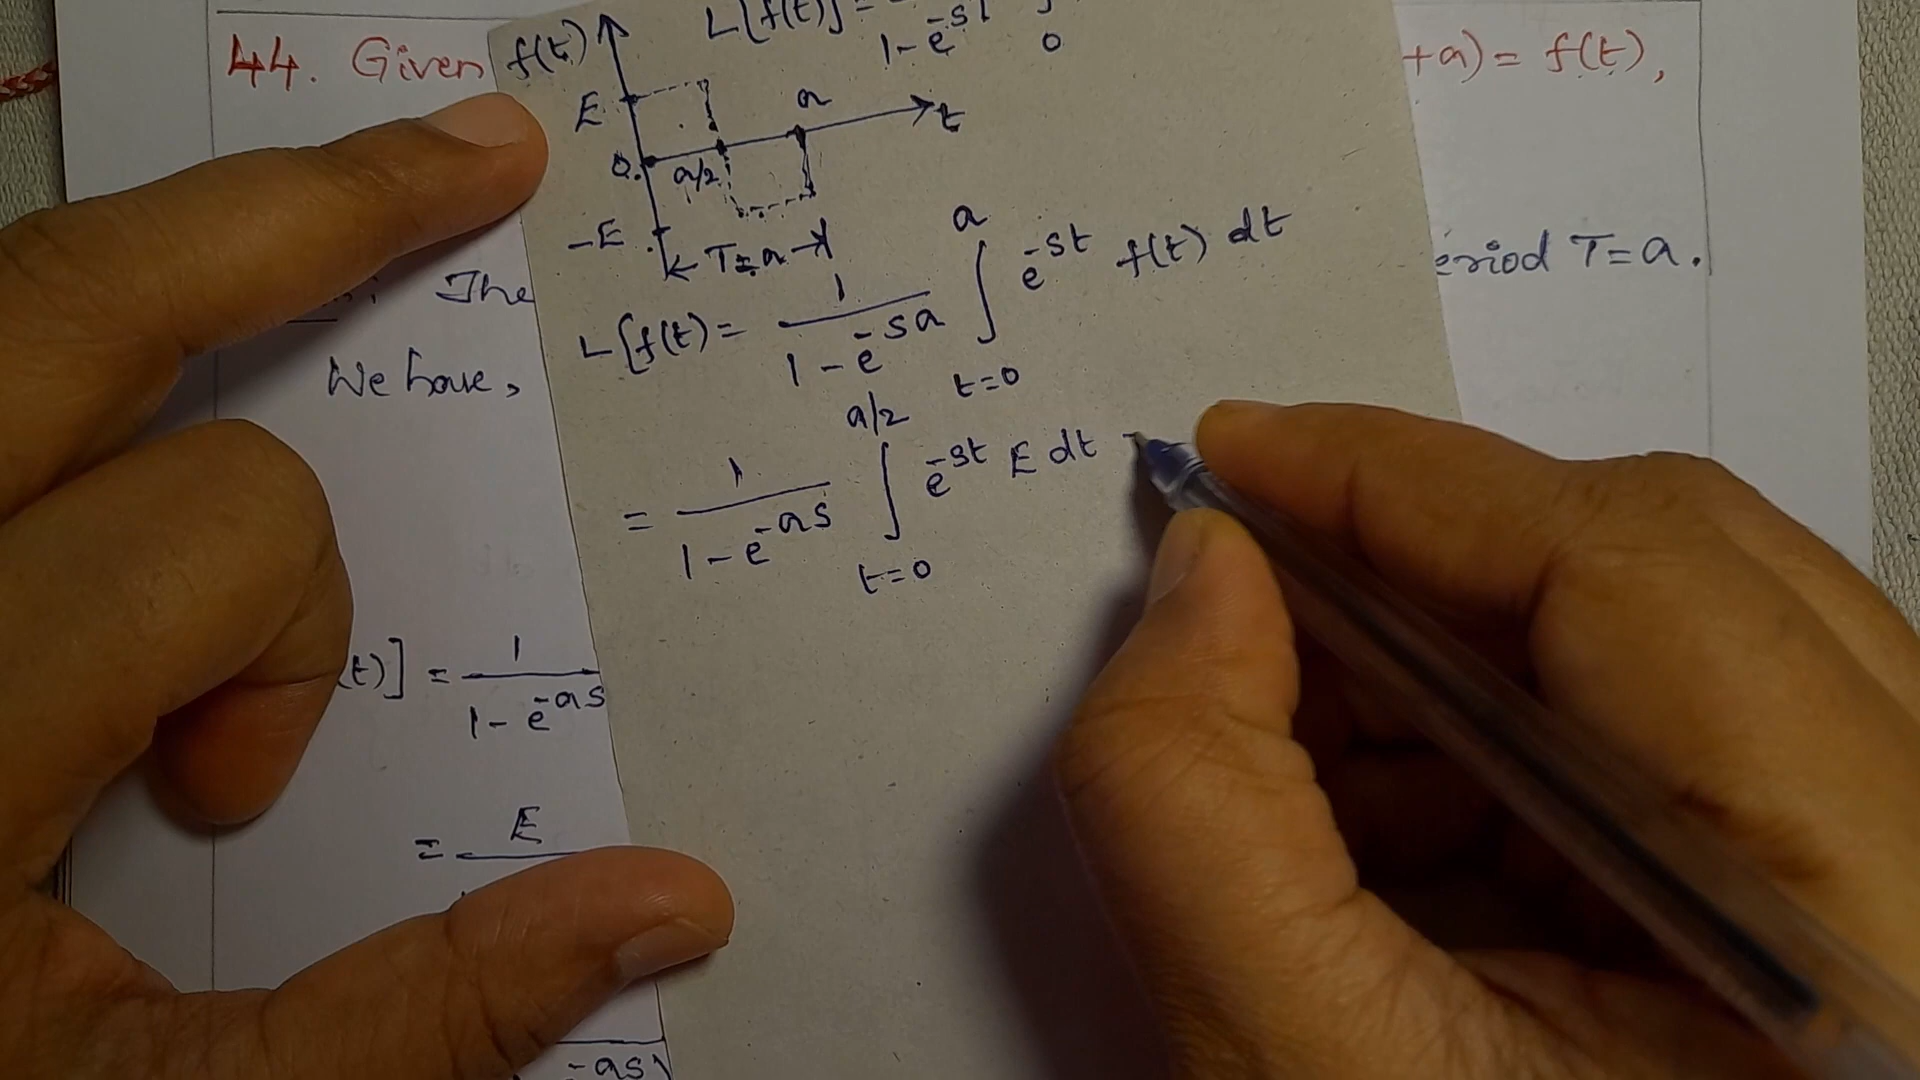 44. Given f(t) +a) = f(t),
L[f(t)] =
1-e^-sT ∫
0
E
a
t
0
a/2
-E
T=a
The eriod T=a.
a
L[f(t) = 1/(1-e^-sa) ∫ e^-st f(t) dt
t=0
We have,
a/2
= 1/(1-e^-as) ∫ e^-st E dt
t=0
(t)] = 1/(1-e^-as
= E
-as)